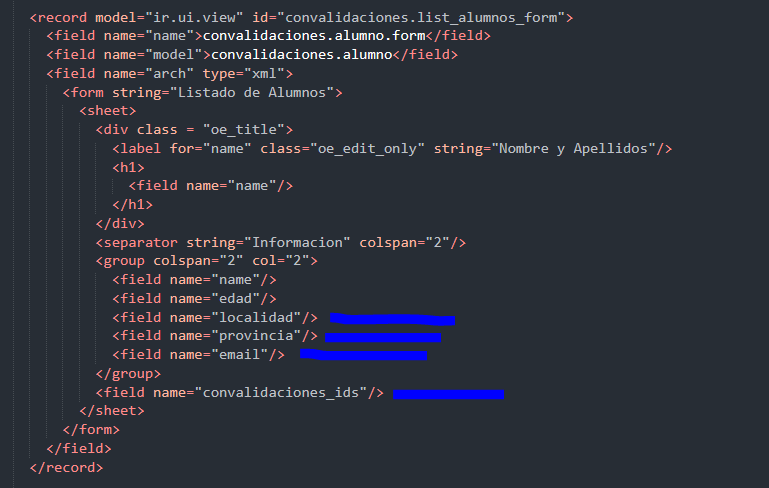 <record model="ir.ui.view" id="convalidaciones.list_alumnos_form">
<field name="name">convalidaciones.alumno.form</field>
<field name="model">convalidaciones.alumno</field>
<field name="arch" type="xml">
<form string="Listado de Alumnos">
<sheet>
<div class = "oe_title">
<label for="name" class="oe_edit_only" string="Nombre y Apellidos"/>
<h1>
<field name="name"/>
</h1>
</div>
<separator string="Informacion" colspan="2"/>
<group colspan="2" col="2">
<field name="name"/>
<field name="edad"/>
<field name="localidad"/>
<field name="provincia"/>
<field name="email"/>
</group>
<field name="convalidaciones_ids"/>
</sheet>
</form>
</field>
</record>